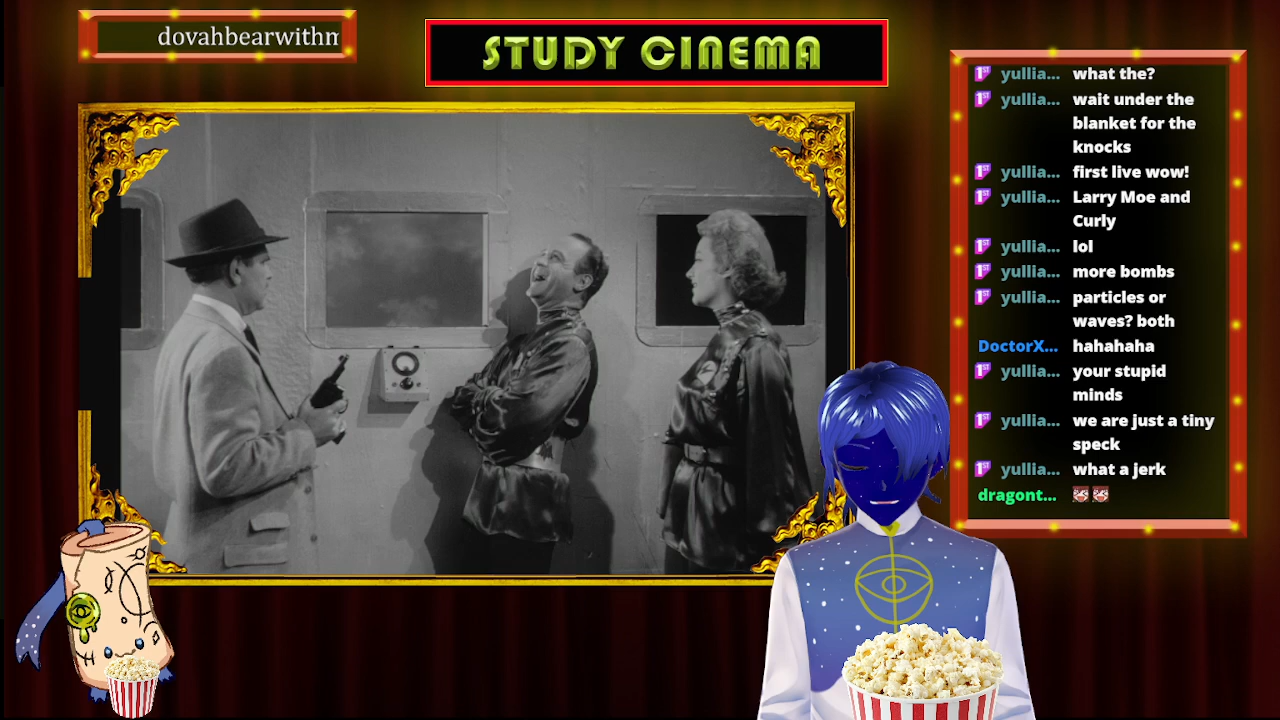 dovahbearwithm
STUDY CINEMA
yullia... what the?
yullia... wait under the
blanket for the
knocks
yullia... first live wow!
yullia... Larry Moe and
Curly
yullia... lol
yullia... more bombs
yullia... particles or
waves? both
DoctorX... hahahaha
yullia... your stupid
minds
yullia... we are just a tiny
speck
yullia... what a jerk
dragont...